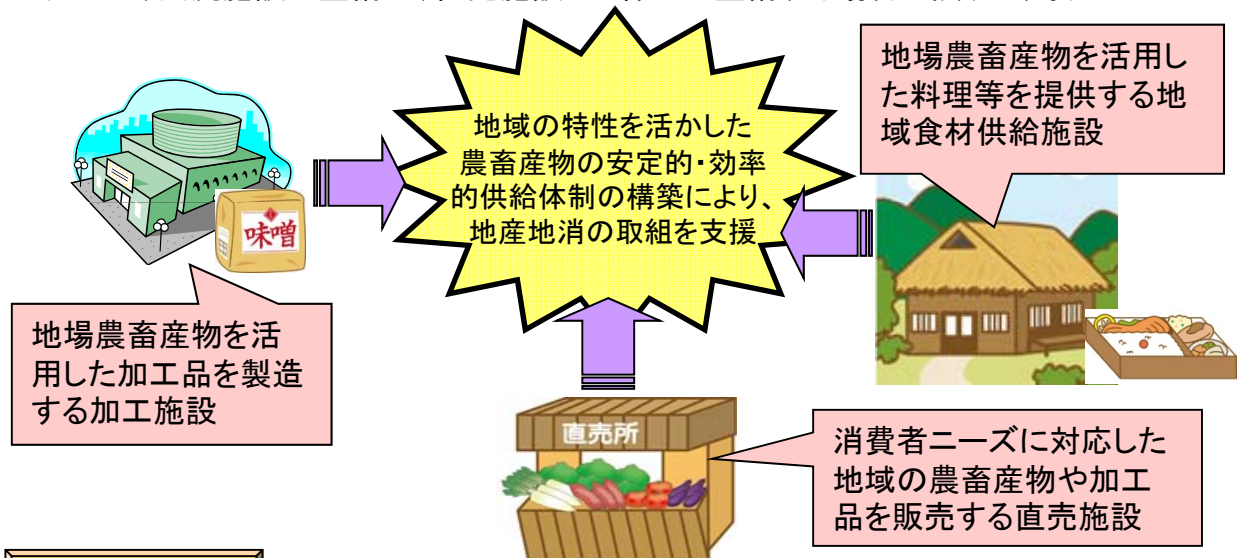 地場農畜産物を活用し
た料理等を提供する地
域食材供給施設
地域の特性を活かした
農畜産物の安定的・効率
的供給体制の構築により、
地産地消の取組を支援
味噌
地場農畜産物を活
用した加工品を製造
する加工施設
直売所
消費者ニーズに対応した
地域の農畜産物や加工
品を販売する直売施設